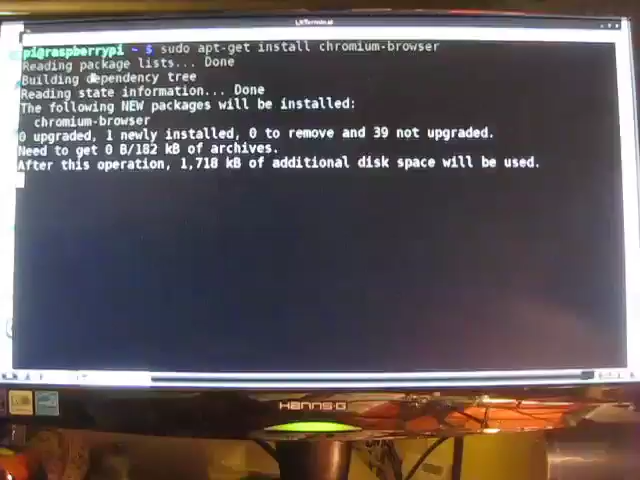 LXTerminal
pi@raspberrypi ~ $ sudo apt-get install chromium-browser
Reading package lists... Done
Building dependency tree
Reading state information... Done
The following NEW packages will be installed:
  chromium-browser
0 upgraded, 1 newly installed, 0 to remove and 39 not upgraded.
Need to get 0 B/182 kB of archives.
After this operation, 1,718 kB of additional disk space will be used.
HANNS·G